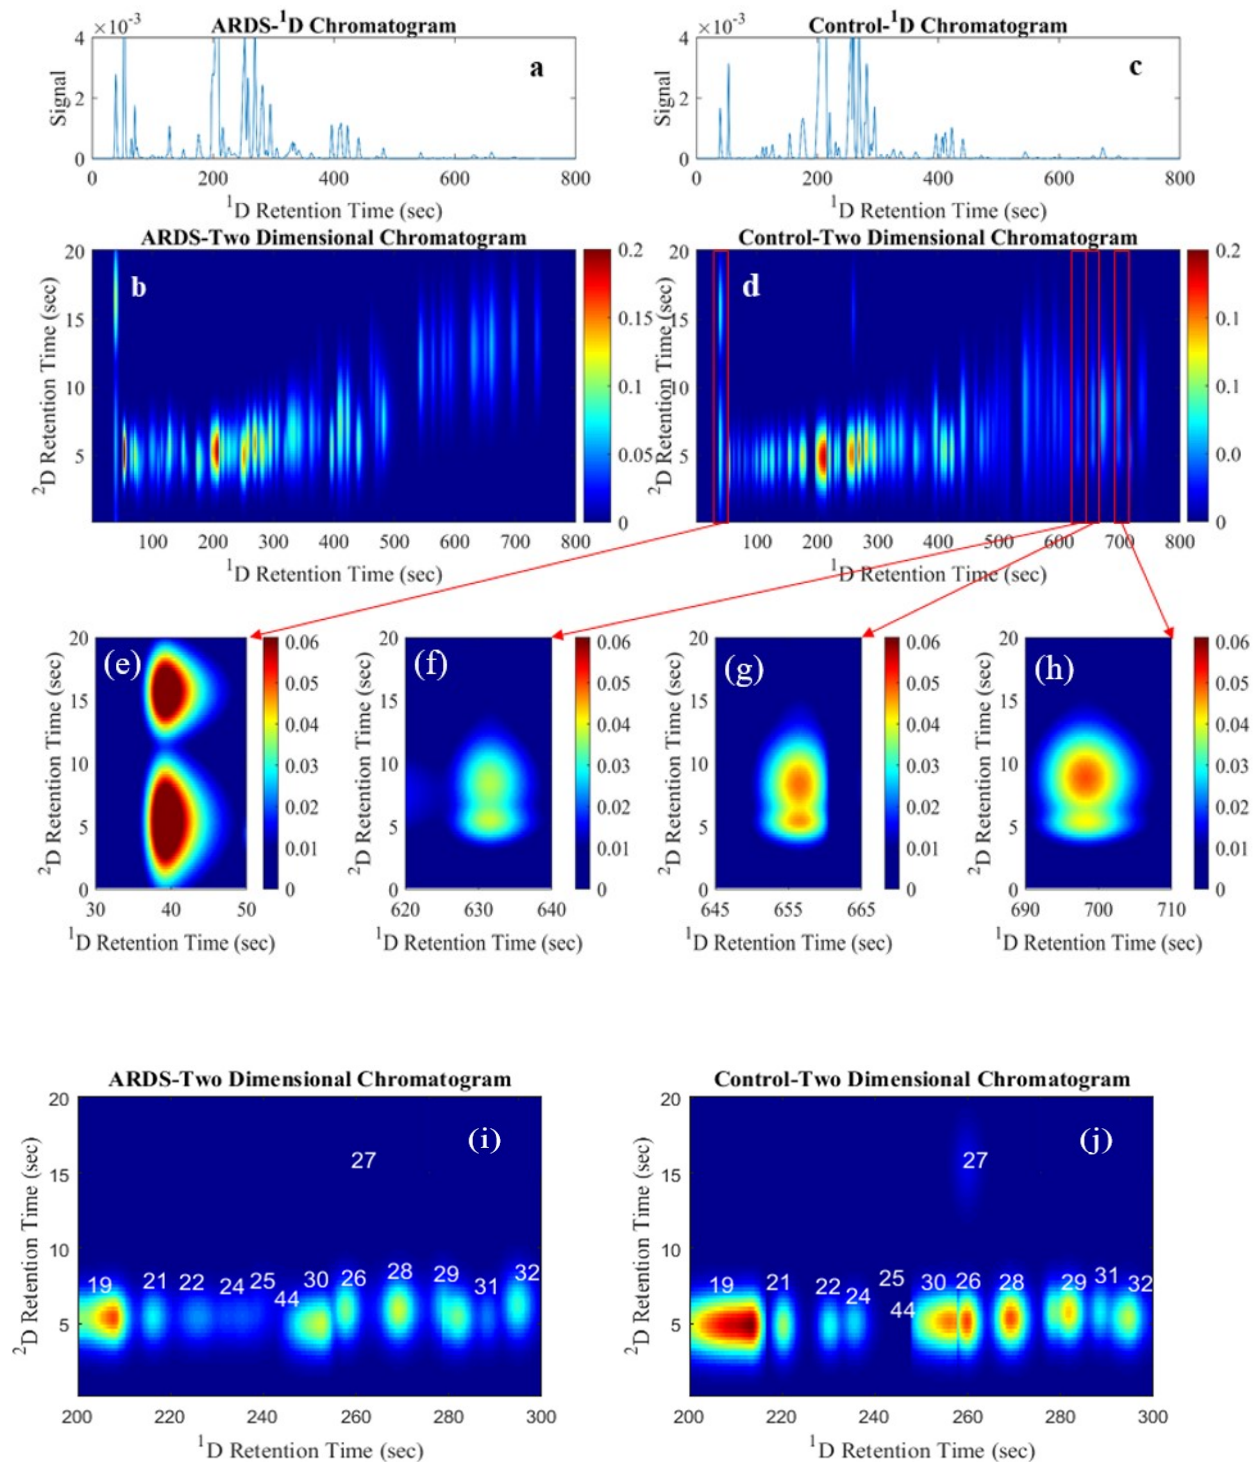 ARDS-¹D Chromatogram
Control-¹D Chromatogram
×10⁻³
×10⁻³
4
2
0
Signal
a
0 200 400 600 800
¹D Retention Time (sec)
4
2
0
c
0 200 400 600 800
¹D Retention Time (sec)
ARDS-Two Dimensional Chromatogram
Control-Two Dimensional Chromatogram
20
15
10
5
²D Retention Time (sec)
b
0.2
0.15
0.1
0.05
0
100 200 300 400 500 600 700 800
¹D Retention Time (sec)
20
15
10
5
²D Retention Time (sec)
d
0.2
0.1
0.1
0.0
0
100 200 300 400 500 600 700 800
¹D Retention Time (sec)
20
15
10
5
0
²D Retention Time (sec)
(e)
0.06
0.05
0.04
0.03
0.02
0.01
0
30 40 50
¹D Retention Time (sec)
20
15
10
5
0
²D Retention Time (sec)
(f)
0.06
0.05
0.04
0.03
0.02
0.01
0
620 630 640
¹D Retention Time (sec)
20
15
10
5
0
²D Retention Time (sec)
(g)
0.06
0.05
0.04
0.03
0.02
0.01
0
645 655 665
¹D Retention Time (sec)
20
15
10
5
0
²D Retention Time (sec)
(h)
0.06
0.05
0.04
0.03
0.02
0.01
0
690 700 710
¹D Retention Time (sec)
ARDS-Two Dimensional Chromatogram
20
15
10
5
²D Retention Time (sec)
(i)
27
19 21 22 24 25 44 30 26 28 29 31 32
200 220 240 260 280 300
¹D Retention Time (sec)
Control-Two Dimensional Chromatogram
20
15
10
5
²D Retention Time (sec)
(j)
27
19 21 22 24 25 44 30 26 28 29 31 32
200 220 240 260 280 300
¹D Retention Time (sec)